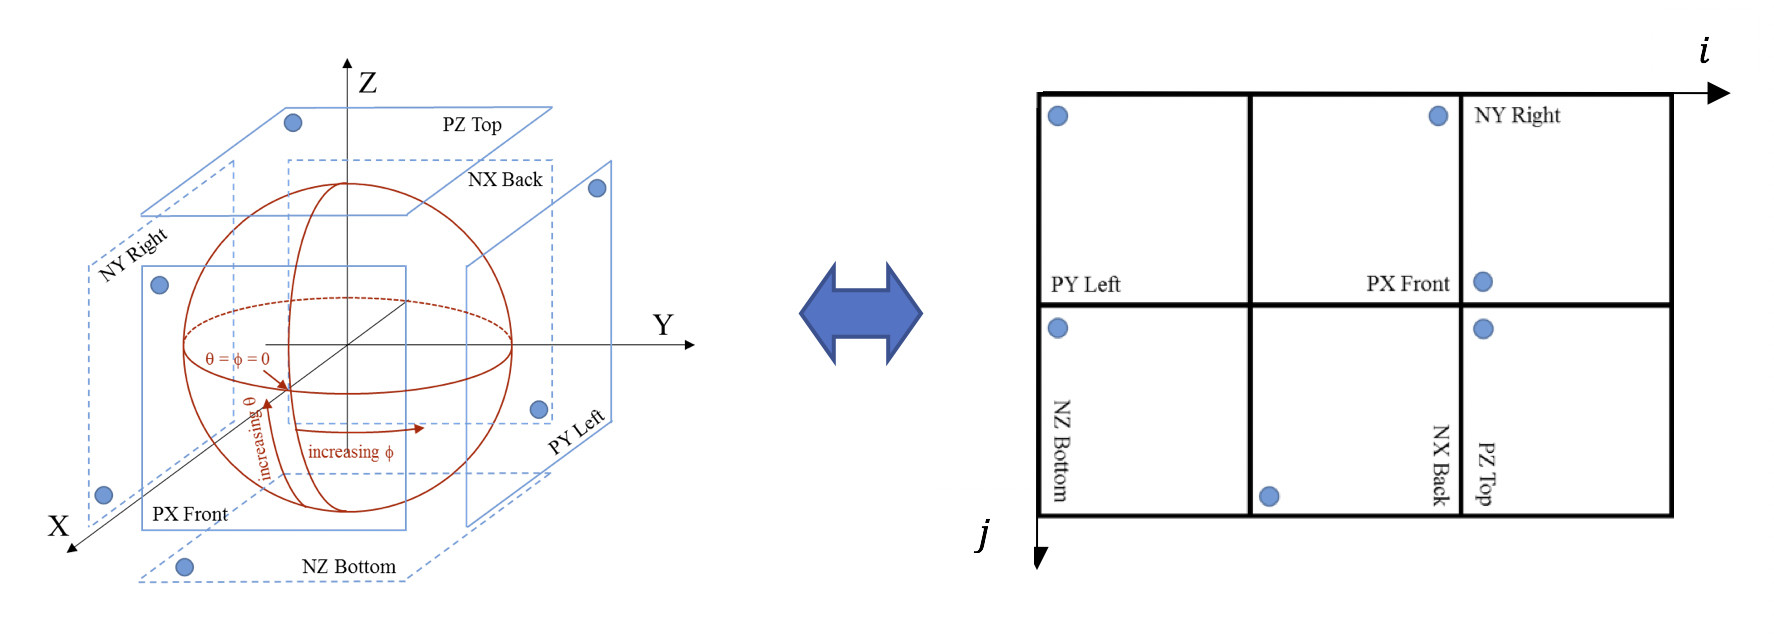 Z
PZ Top
NX Back
NY Right
Y
θ = ϕ = 0
increasing θ
increasing ϕ
PY Left
X
PX Front
NZ Bottom
i
NY Right
PY Left
PX Front
NZ Bottom
NX Back
PZ Top
j